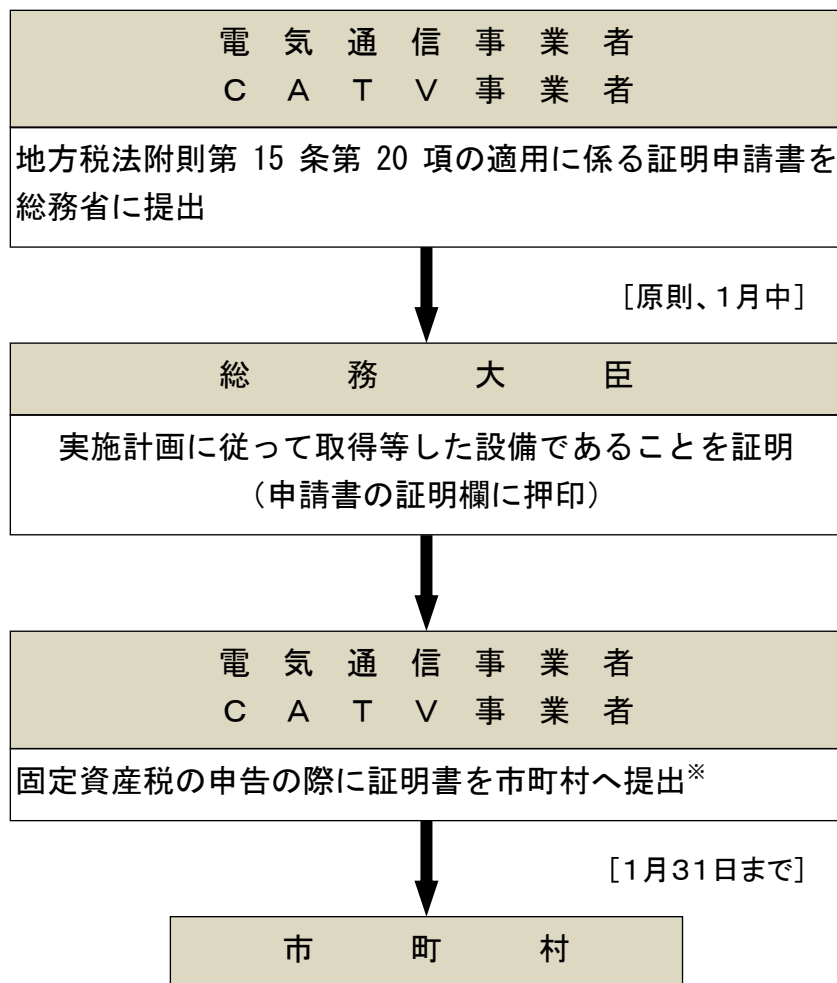 電気通信事業者
CATV事業者
地方税法附則第 15 条第 20 項の適用に係る証明申請書を
総務省に提出
［原則、1月中］
総務大臣
実施計画に従って取得等した設備であることを証明
（申請書の証明欄に押印）
電気通信事業者
CATV事業者
固定資産税の申告の際に証明書を市町村へ提出※
［1月31日まで］
市町村